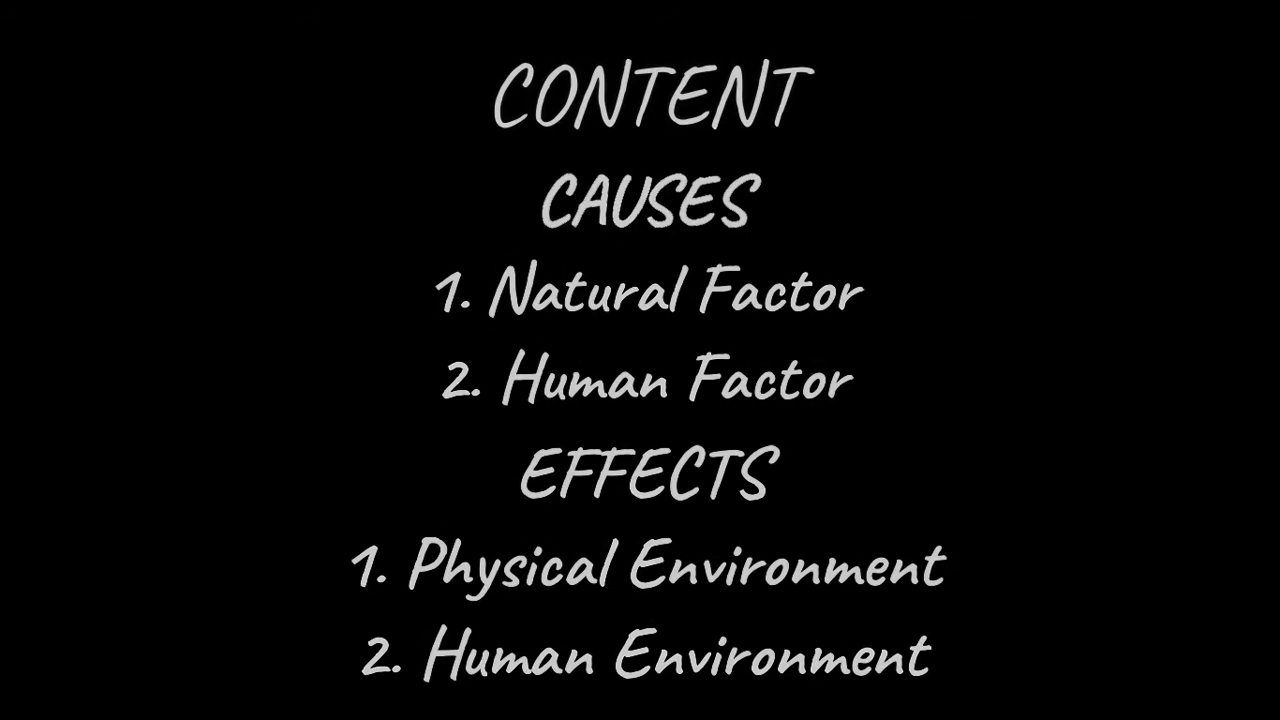 CONTENT
CAUSES
1. Natural Factor
2. Human Factor
EFFECTS
1. Physical Environment
2. Human Environment